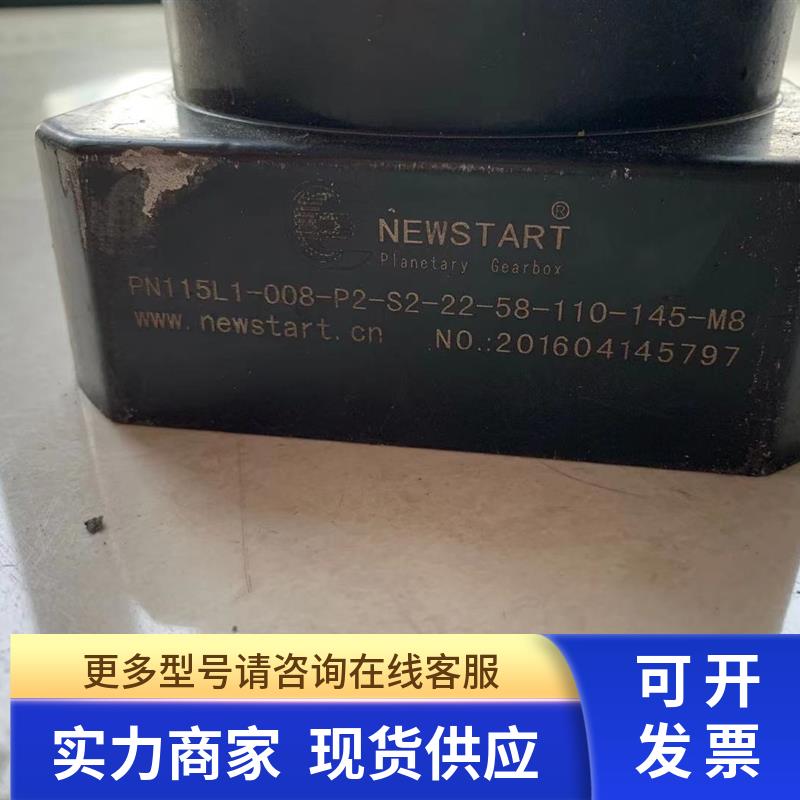 NEWSTART®
Planetary Gearbox
PN115L1-008-P2-S2-22-58-110-145-M8
www.newstart.cn NO.:201604145797
更多型号请咨询在线客服
实力商家 现货供应
可开
发票